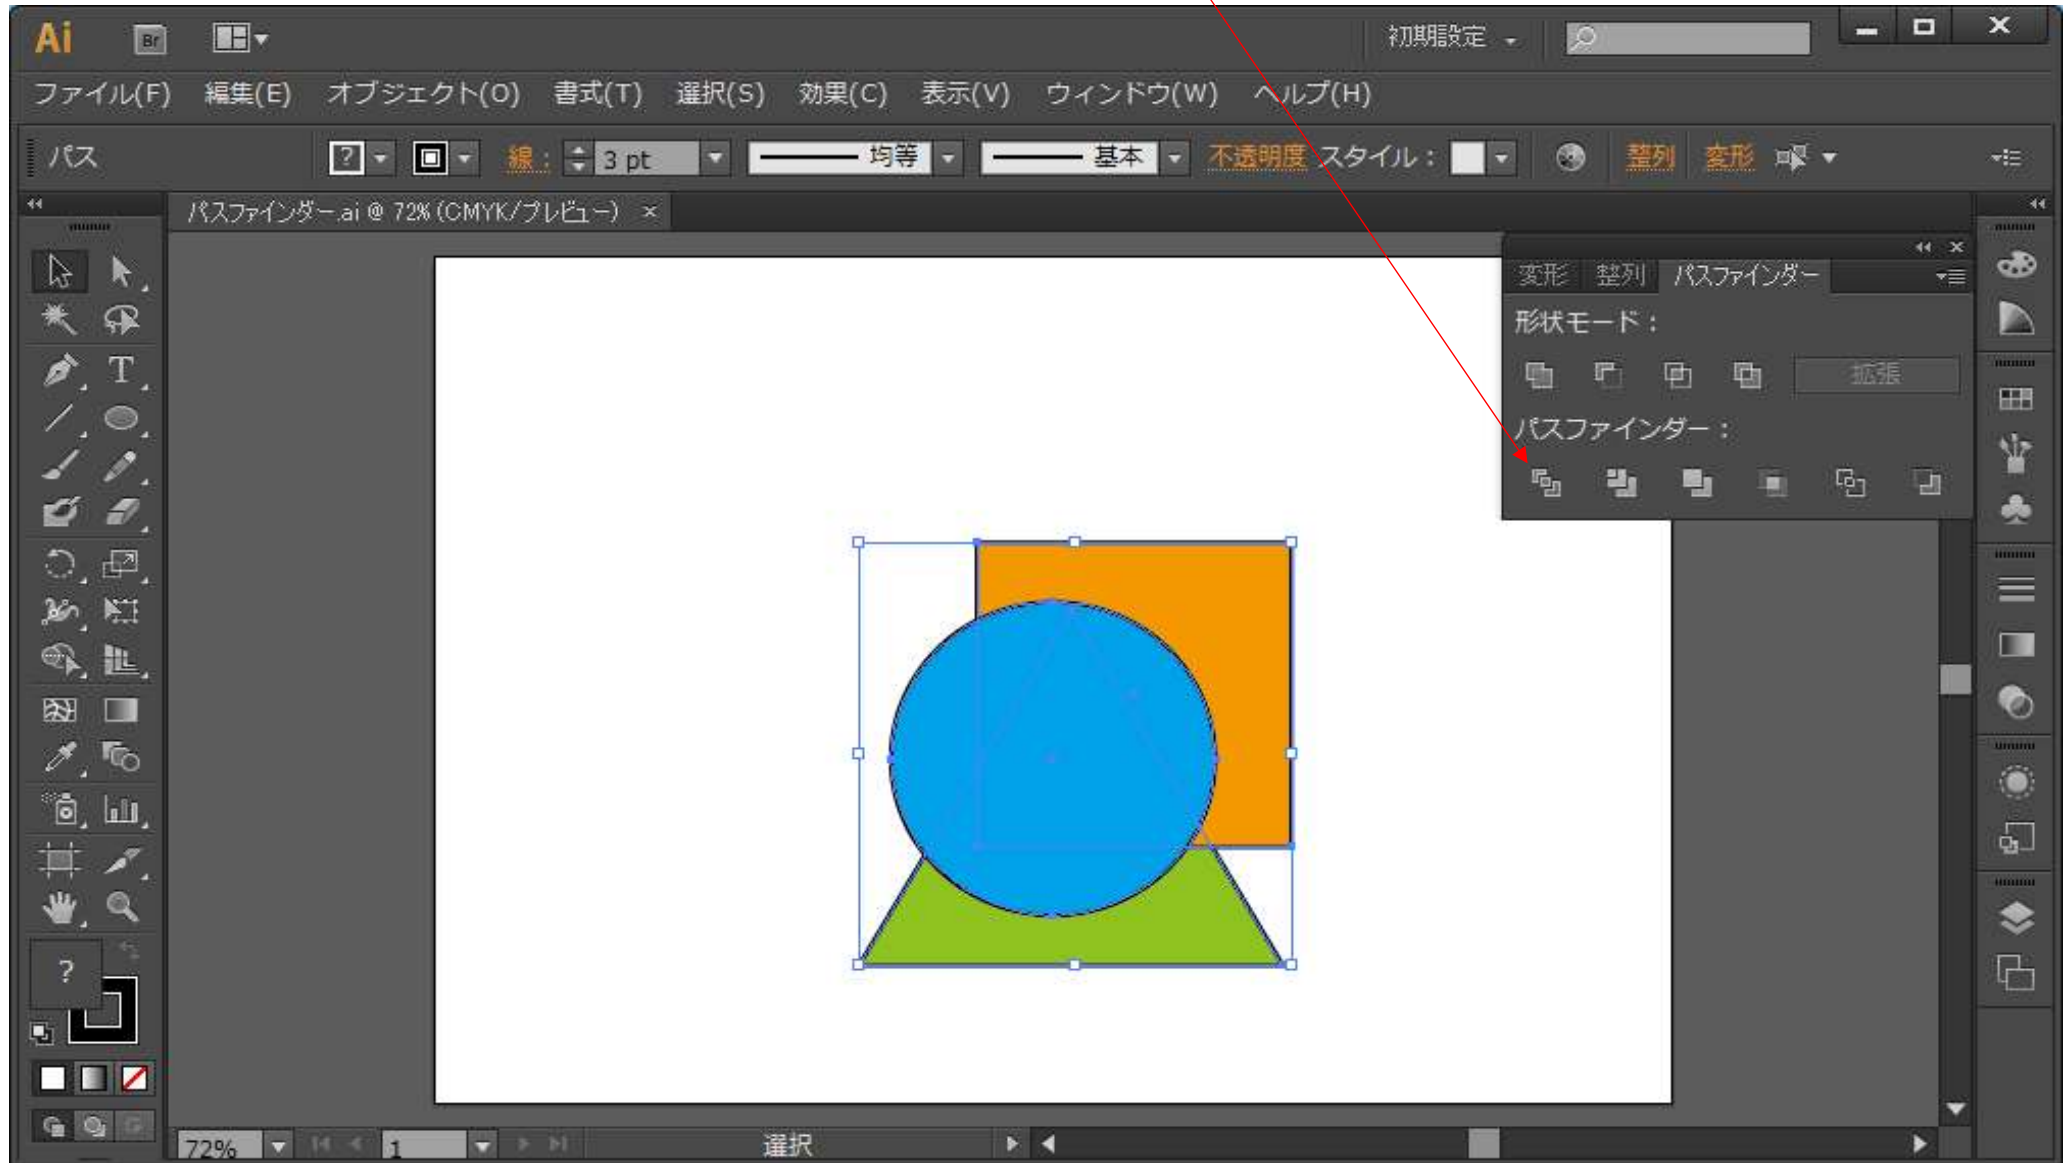 Ai Br 初期設定
ファイル(F) 編集(E) オブジェクト(O) 書式(T) 選択(S) 効果(C) 表示(V) ウィンドウ(W) ヘルプ(H)
パス ? 線: 3 pt 均等 基本 不透明度 スタイル: 整列 変形
パスファインダー.ai @ 72% (CMYK/プレビュー) ×
変形 整列 パスファインダー
形状モード:
拡張
パスファインダー:
T
?
72% 1 選択